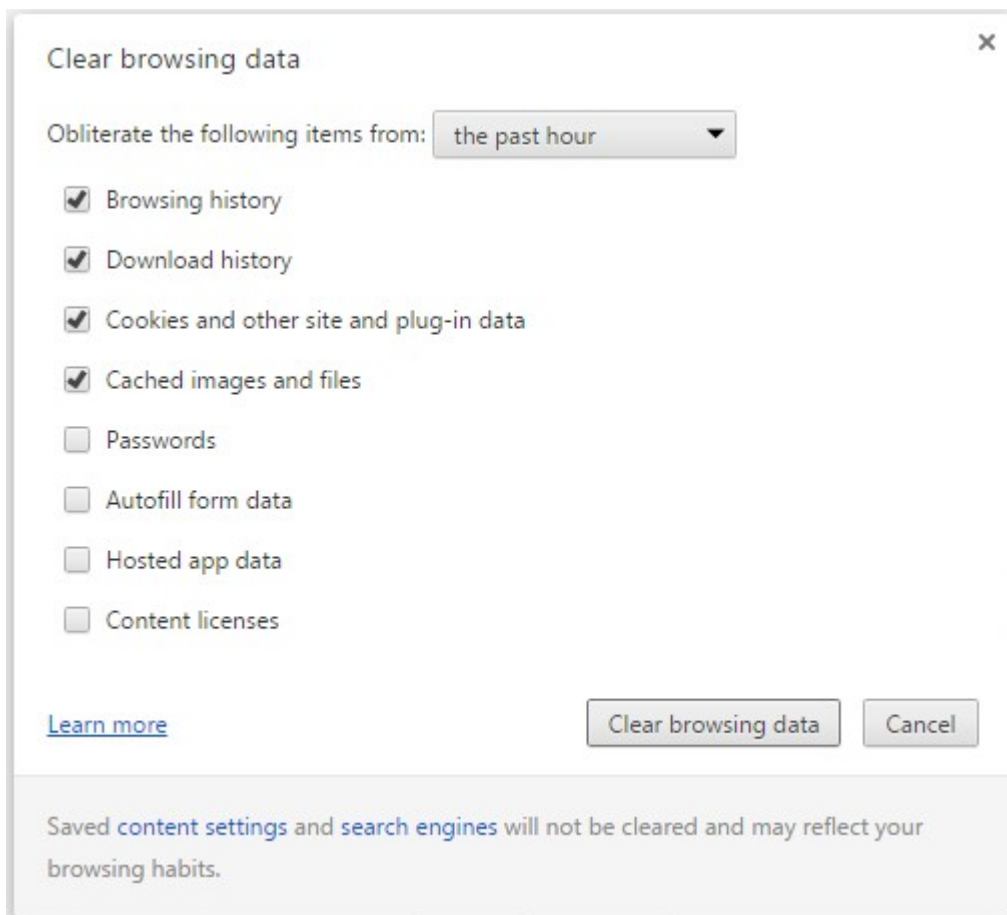 Clear browsing data
Obliterate the following items from: the past hour
Browsing history
Download history
Cookies and other site and plug-in data
Cached images and files
Passwords
Autofill form data
Hosted app data
Content licenses
Learn more Clear browsing data Cancel
Saved content settings and search engines will not be cleared and may reflect your
browsing habits.